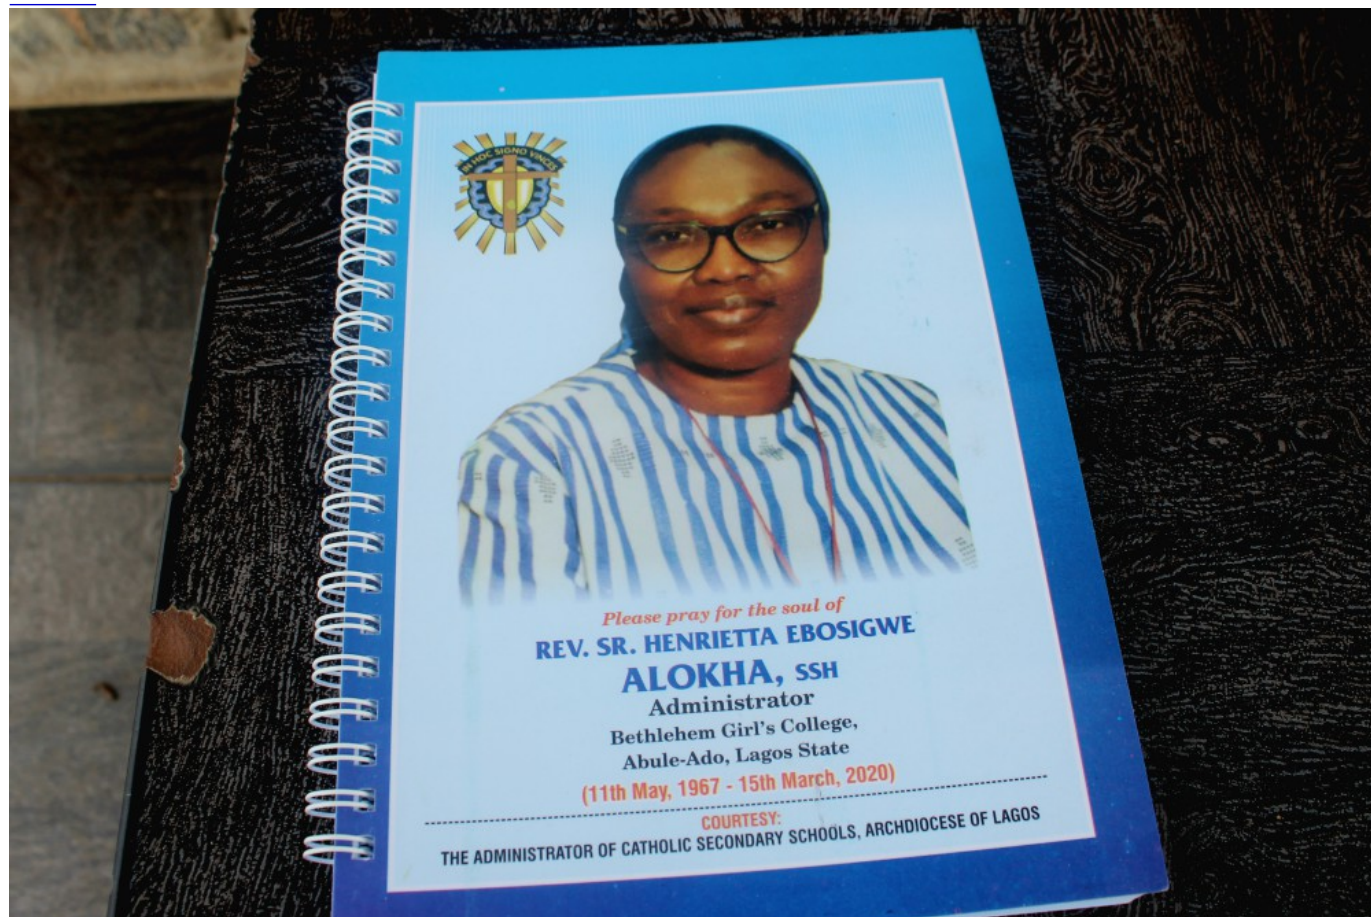 IN HOC SIGNO VINCES
Please pray for the soul of
REV. SR. HENRIETTA EBOSIGWE
ALOKHA, SSH
Administrator
Bethlehem Girl's College,
Abule-Ado, Lagos State
(11th May, 1967 - 15th March, 2020)
COURTESY:
THE ADMINISTRATOR OF CATHOLIC SECONDARY SCHOOLS, ARCHDIOCESE OF LAGOS